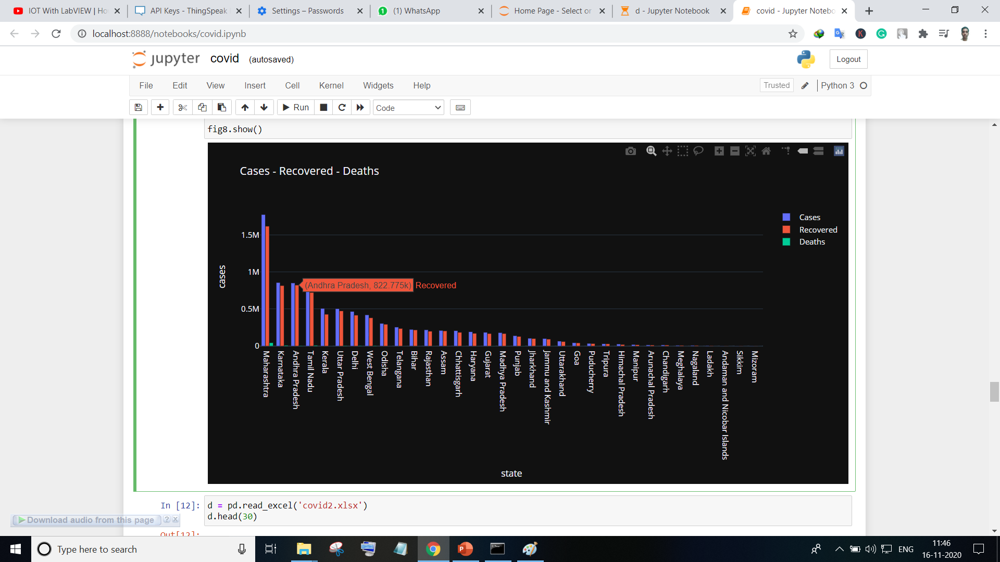 IOT With LabVIEW | Ho
API Keys - ThingSpeak
Settings – Passwords
(1) WhatsApp
Home Page - Select or
d - Jupyter Notebook
covid - Jupyter Notebo
localhost:8888/notebooks/covid.ipynb
jupyter covid (autosaved)
Logout
File Edit View Insert Cell Kernel Widgets Help
Trusted Python 3
Run Code
fig8.show()
Cases - Recovered - Deaths
Cases
Recovered
Deaths
1.5M
1M
0.5M
0
cases
(Andhra Pradesh, 822.775k) Recovered
Maharashtra
Karnataka
Andhra Pradesh
Tamil Nadu
Kerala
Uttar Pradesh
Delhi
West Bengal
Odisha
Telangana
Bihar
Rajasthan
Assam
Chhattisgarh
Haryana
Gujarat
Madhya Pradesh
Punjab
Jharkhand
Jammu and Kashmir
Uttarakhand
Goa
Puducherry
Tripura
Himachal Pradesh
Manipur
Arunachal Pradesh
Chandigarh
Meghalaya
Nagaland
Ladakh
Andaman and Nicobar Islands
Sikkim
Mizoram
state
In [12]: d = pd.read_excel('covid2.xlsx')
d.head(30)
Download audio from this page ? X
Out[12]:
Type here to search
ENG
11:46
16-11-2020